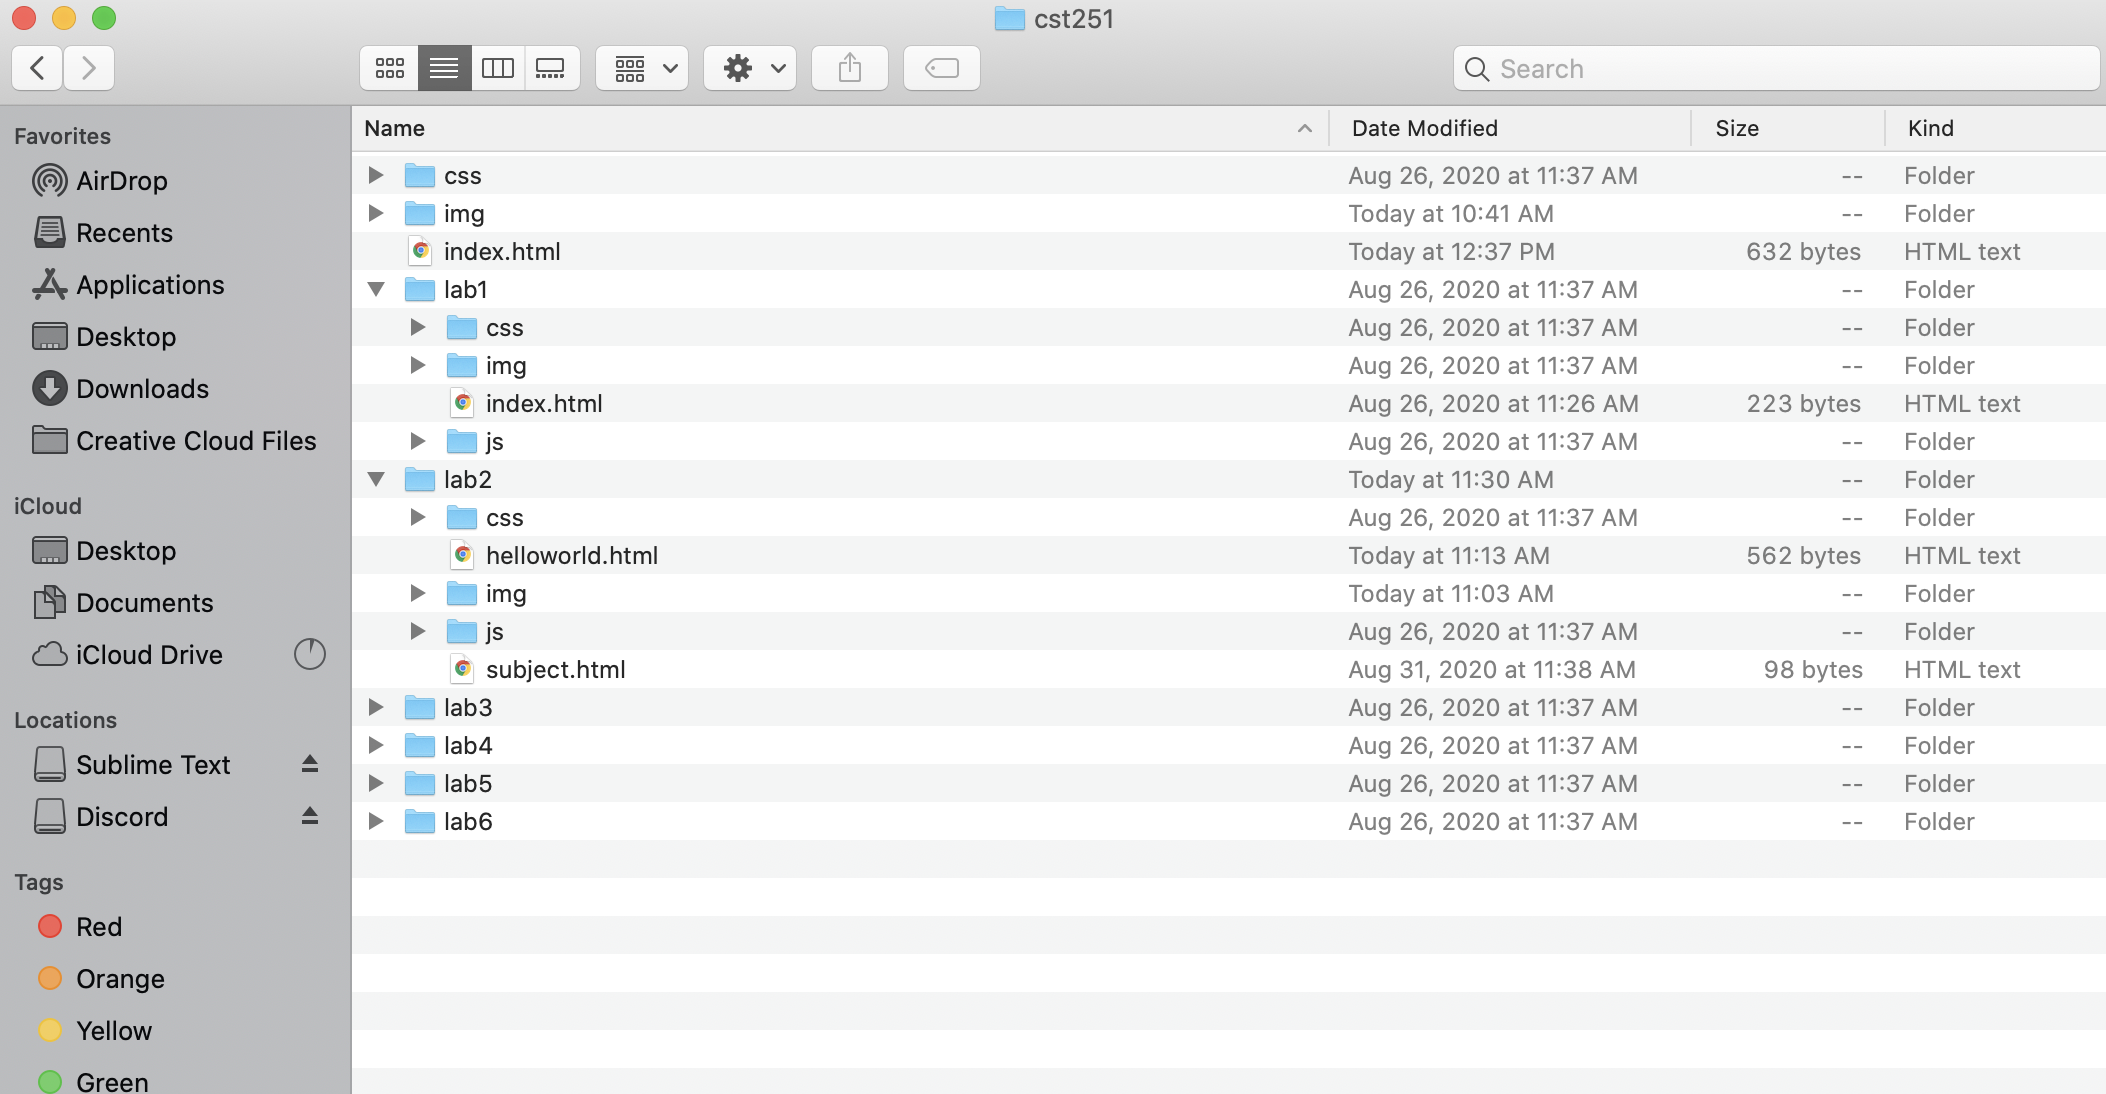 cst251
Search
Favorites
AirDrop
Recents
Applications
Desktop
Downloads
Creative Cloud Files
iCloud
Desktop
Documents
iCloud Drive
Locations
Sublime Text
Discord
Tags
Red
Orange
Yellow
Green
Name Date Modified Size Kind
css Aug 26, 2020 at 11:37 AM -- Folder
img Today at 10:41 AM -- Folder
index.html Today at 12:37 PM 632 bytes HTML text
lab1 Aug 26, 2020 at 11:37 AM -- Folder
css Aug 26, 2020 at 11:37 AM -- Folder
img Aug 26, 2020 at 11:37 AM -- Folder
index.html Aug 26, 2020 at 11:26 AM 223 bytes HTML text
js Aug 26, 2020 at 11:37 AM -- Folder
lab2 Today at 11:30 AM -- Folder
css Aug 26, 2020 at 11:37 AM -- Folder
helloworld.html Today at 11:13 AM 562 bytes HTML text
img Today at 11:03 AM -- Folder
js Aug 26, 2020 at 11:37 AM -- Folder
subject.html Aug 31, 2020 at 11:38 AM 98 bytes HTML text
lab3 Aug 26, 2020 at 11:37 AM -- Folder
lab4 Aug 26, 2020 at 11:37 AM -- Folder
lab5 Aug 26, 2020 at 11:37 AM -- Folder
lab6 Aug 26, 2020 at 11:37 AM -- Folder